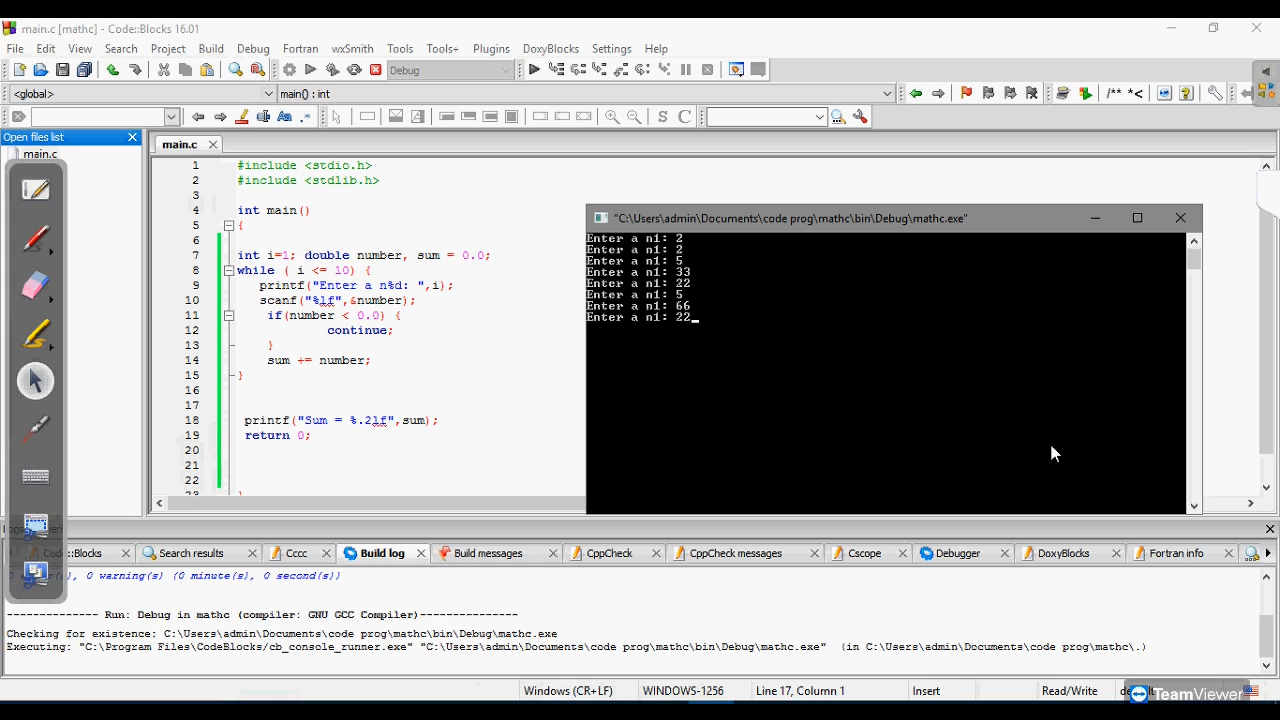 main.c [mathc] - Code::Blocks 16.01
File Edit View Search Project Build Debug Fortran wxSmith Tools Tools+ Plugins DoxyBlocks Settings Help
Debug
<global> main() : int
/** *<
S C
Open files list
main.c
main.c
1 #include <stdio.h>
2 #include <stdlib.h>
3
4 int main()
5 {
6
7 int i=1; double number, sum = 0.0;
8 while ( i <= 10) {
9 printf("Enter a n%d: ",i);
10 scanf("%lf",&number);
11 if(number < 0.0) {
12 continue;
13 }
14 sum += number;
15 }
16
17
18 printf("Sum = %.2lf",sum);
19 return 0;
20
21
22
23 }
"C:\Users\admin\Documents\code prog\mathc\bin\Debug\mathc.exe"
Enter a n1: 2
Enter a n1: 2
Enter a n1: 5
Enter a n1: 33
Enter a n1: 22
Enter a n1: 5
Enter a n1: 66
Enter a n1: 22_
Code::Blocks Search results Cccc Build log Build messages CppCheck CppCheck messages Cscope Debugger DoxyBlocks Fortran info
0 warning(s) (0 minute(s), 0 second(s))
-------------- Run: Debug in mathc (compiler: GNU GCC Compiler)---------------
Checking for existence: C:\Users\admin\Documents\code prog\mathc\bin\Debug\mathc.exe
Executing: "C:\Program Files\CodeBlocks/cb_console_runner.exe" "C:\Users\admin\Documents\code prog\mathc\bin\Debug\mathc.exe" (in C:\Users\admin\Documents\code prog\mathc\.)
Windows (CR+LF) WINDOWS-1256 Line 17, Column 1 Insert Read/Write
TeamViewer